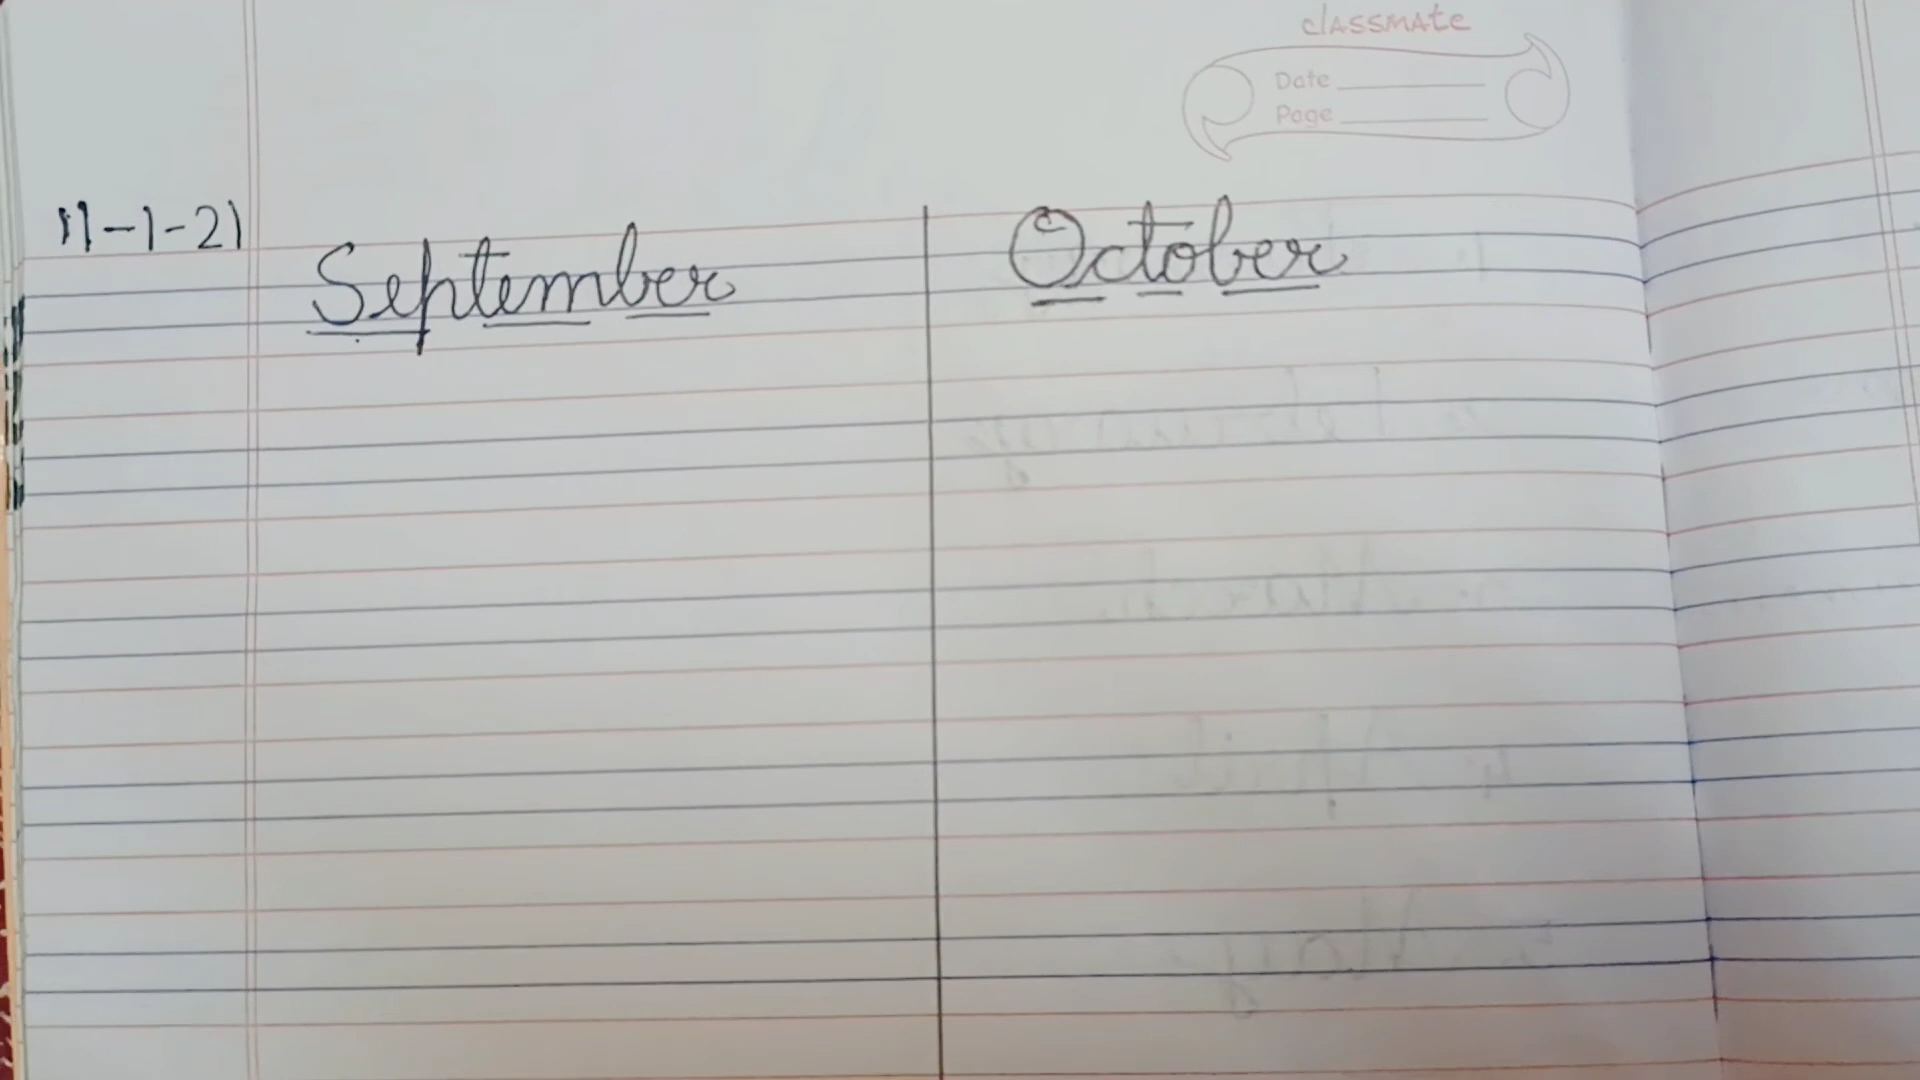 classmate
Date
Page
11-1-21
September
October